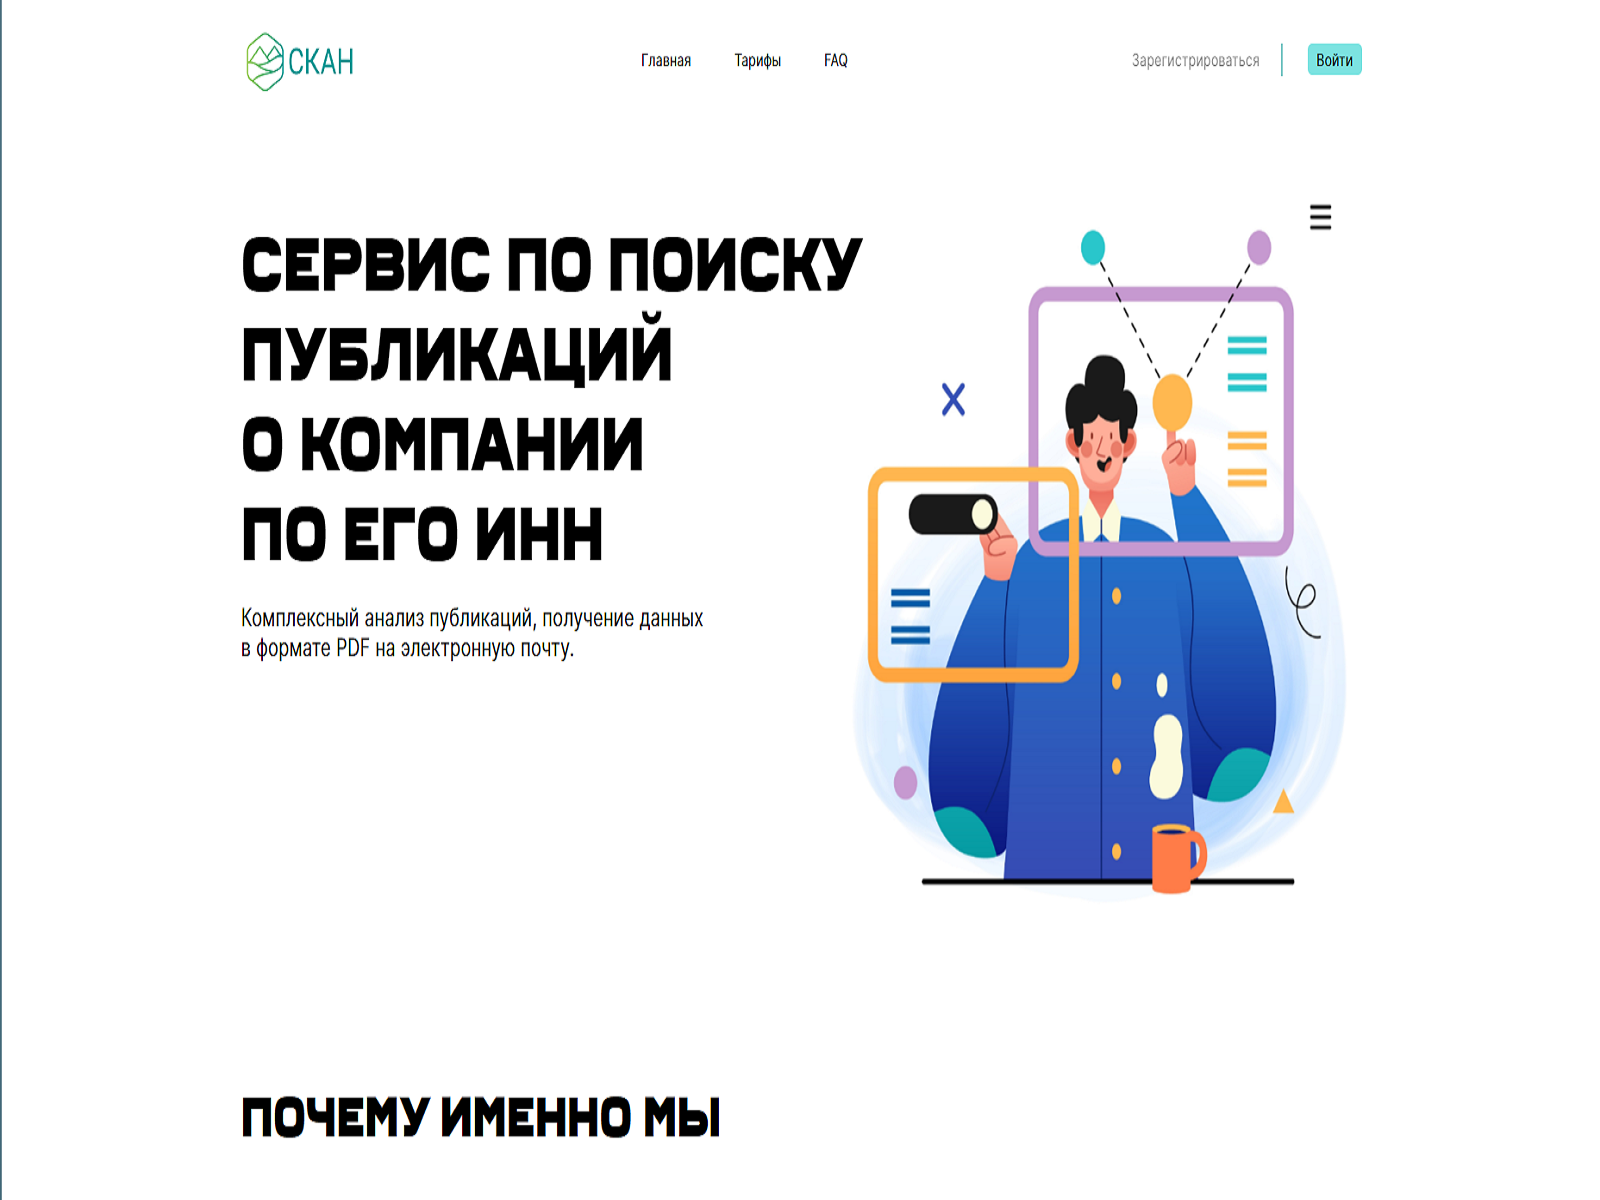 СКАН
Главная
Тарифы
FAQ
Зарегистрироваться
Войти
СЕРВИС ПО ПОИСКУ
ПУБЛИКАЦИЙ
О КОМПАНИИ
ПО ЕГО ИНН
Комплексный анализ публикаций, получение данных
в формате PDF на электронную почту.
ПОЧЕМУ ИМЕННО МЫ